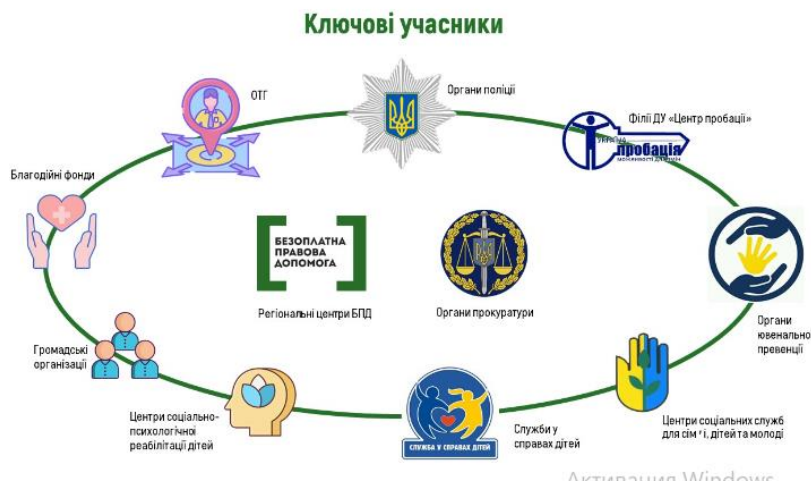 Ключові учасники
ОТГ
Органи поліції
Філії ДУ «Центр пробації»
УКРАЇНА
пробація
Благодійні фонди
БЕЗОПЛАТНА
ПРАВОВА
ДОПОМОГА
Регіональні центри БПД
Органи прокуратури
Органи
ювенально
превенції
Громадські
організації
Центри соціально-
психологічної
реабілітації дітей
СЛУЖБА У СПРАВАХ ДІТЕЙ
Служби у
справах дітей
Центри соціальних служб
для сім'ї, дітей та молоді
Активация Windows